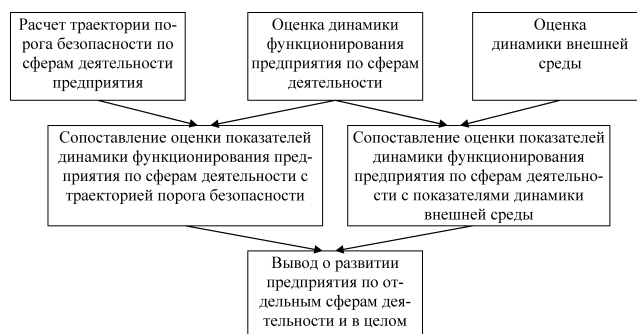 Расчет траектории по-
рога безопасности по
сферам деятельности
предприятия
Оценка динамики
функционирования
предприятия по сферам
деятельности
Оценка
динамики внешней
среды
Сопоставление оценки показателей
динамики функционирования пред-
приятия по сферам деятельности с
траекторией порога безопасности
Сопоставление оценки показателей
динамики функционирования
предприятия по сферам деятельно-
сти с показателями динамики
внешней среды
Вывод о развитии
предприятия по от-
дельным сферам дея-
тельности и в целом